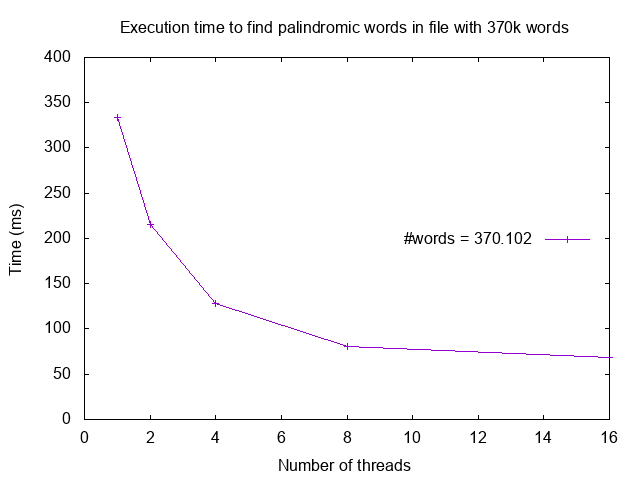 Execution time to find palindromic words in file with 370k words
400
350
300
250
200
150
100
50
0
Time (ms)
#words = 370.102
0 2 4 6 8 10 12 14 16
Number of threads